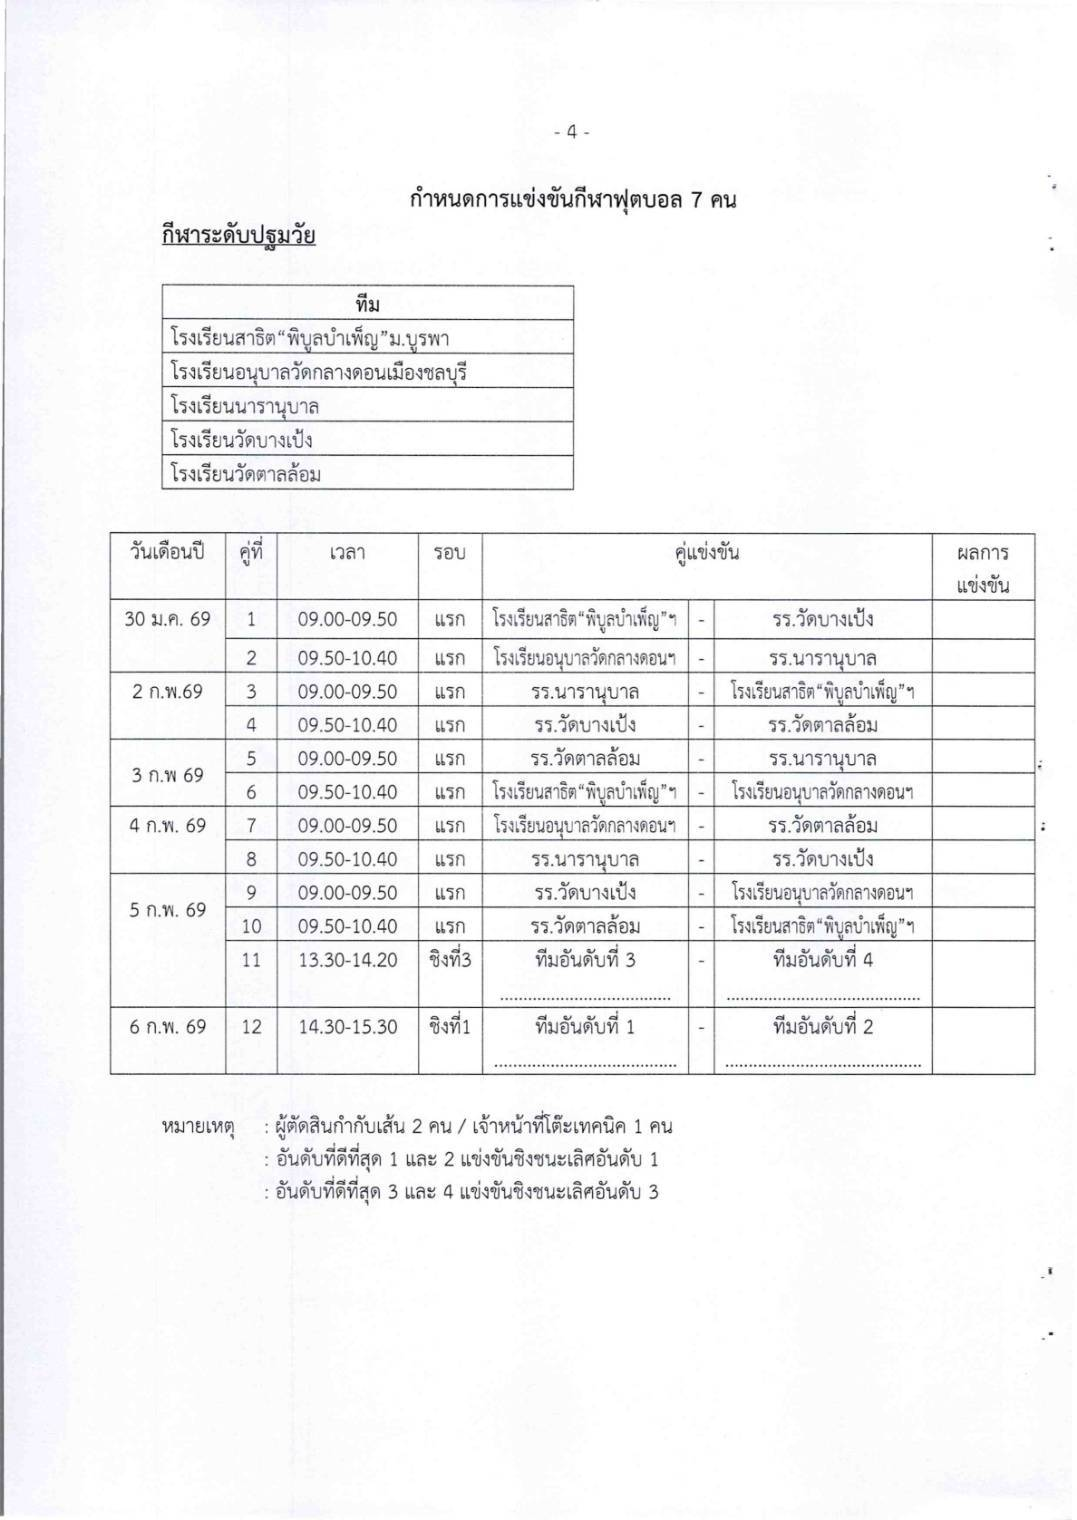 - 4 -
กำหนดการแข่งขันกีฬาฟุตบอล 7 คน
กีฬาระดับปฐมวัย
ทีม
โรงเรียนสาธิต“พิบูลบำเพ็ญ”ม.บูรพา
โรงเรียนอนุบาลวัดกลางดอนเมืองชลบุรี
โรงเรียนนารานุบาล
โรงเรียนวัดบางเป้ง
โรงเรียนวัดตาลล้อม
วันเดือนปี คู่ที่ เวลา รอบ คู่แข่งขัน ผลการ
แข่งขัน
30 ม.ค. 69 1 09.00-09.50 แรก โรงเรียนสาธิต“พิบูลบำเพ็ญ”ฯ - รร.วัดบางเป้ง
2 09.50-10.40 แรก โรงเรียนอนุบาลวัดกลางดอนฯ - รร.นารานุบาล
2 ก.พ.69 3 09.00-09.50 แรก รร.นารานุบาล - โรงเรียนสาธิต“พิบูลบำเพ็ญ”ฯ
4 09.50-10.40 แรก รร.วัดบางเป้ง - รร.วัดตาลล้อม
3 ก.พ 69 5 09.00-09.50 แรก รร.วัดตาลล้อม - รร.นารานุบาล
6 09.50-10.40 แรก โรงเรียนสาธิต“พิบูลบำเพ็ญ”ฯ - โรงเรียนอนุบาลวัดกลางดอนฯ
4 ก.พ. 69 7 09.00-09.50 แรก โรงเรียนอนุบาลวัดกลางดอนฯ - รร.วัดตาลล้อม
8 09.50-10.40 แรก รร.นารานุบาล - รร.วัดบางเป้ง
5 ก.พ. 69 9 09.00-09.50 แรก รร.วัดบางเป้ง - โรงเรียนอนุบาลวัดกลางดอนฯ
10 09.50-10.40 แรก รร.วัดตาลล้อม - โรงเรียนสาธิต“พิบูลบำเพ็ญ”ฯ
11 13.30-14.20 ชิงที่3 ทีมอันดับที่ 3 - ทีมอันดับที่ 4
..................................... ..........................................
6 ก.พ. 69 12 14.30-15.30 ชิงที่1 ทีมอันดับที่ 1 - ทีมอันดับที่ 2
....................................... ..........................................
หมายเหตุ : ผู้ตัดสินกำกับเส้น 2 คน / เจ้าหน้าที่โต๊ะเทคนิค 1 คน
: อันดับที่ดีที่สุด 1 และ 2 แข่งขันชิงชนะเลิศอันดับ 1
: อันดับที่ดีที่สุด 3 และ 4 แข่งขันชิงชนะเลิศอันดับ 3